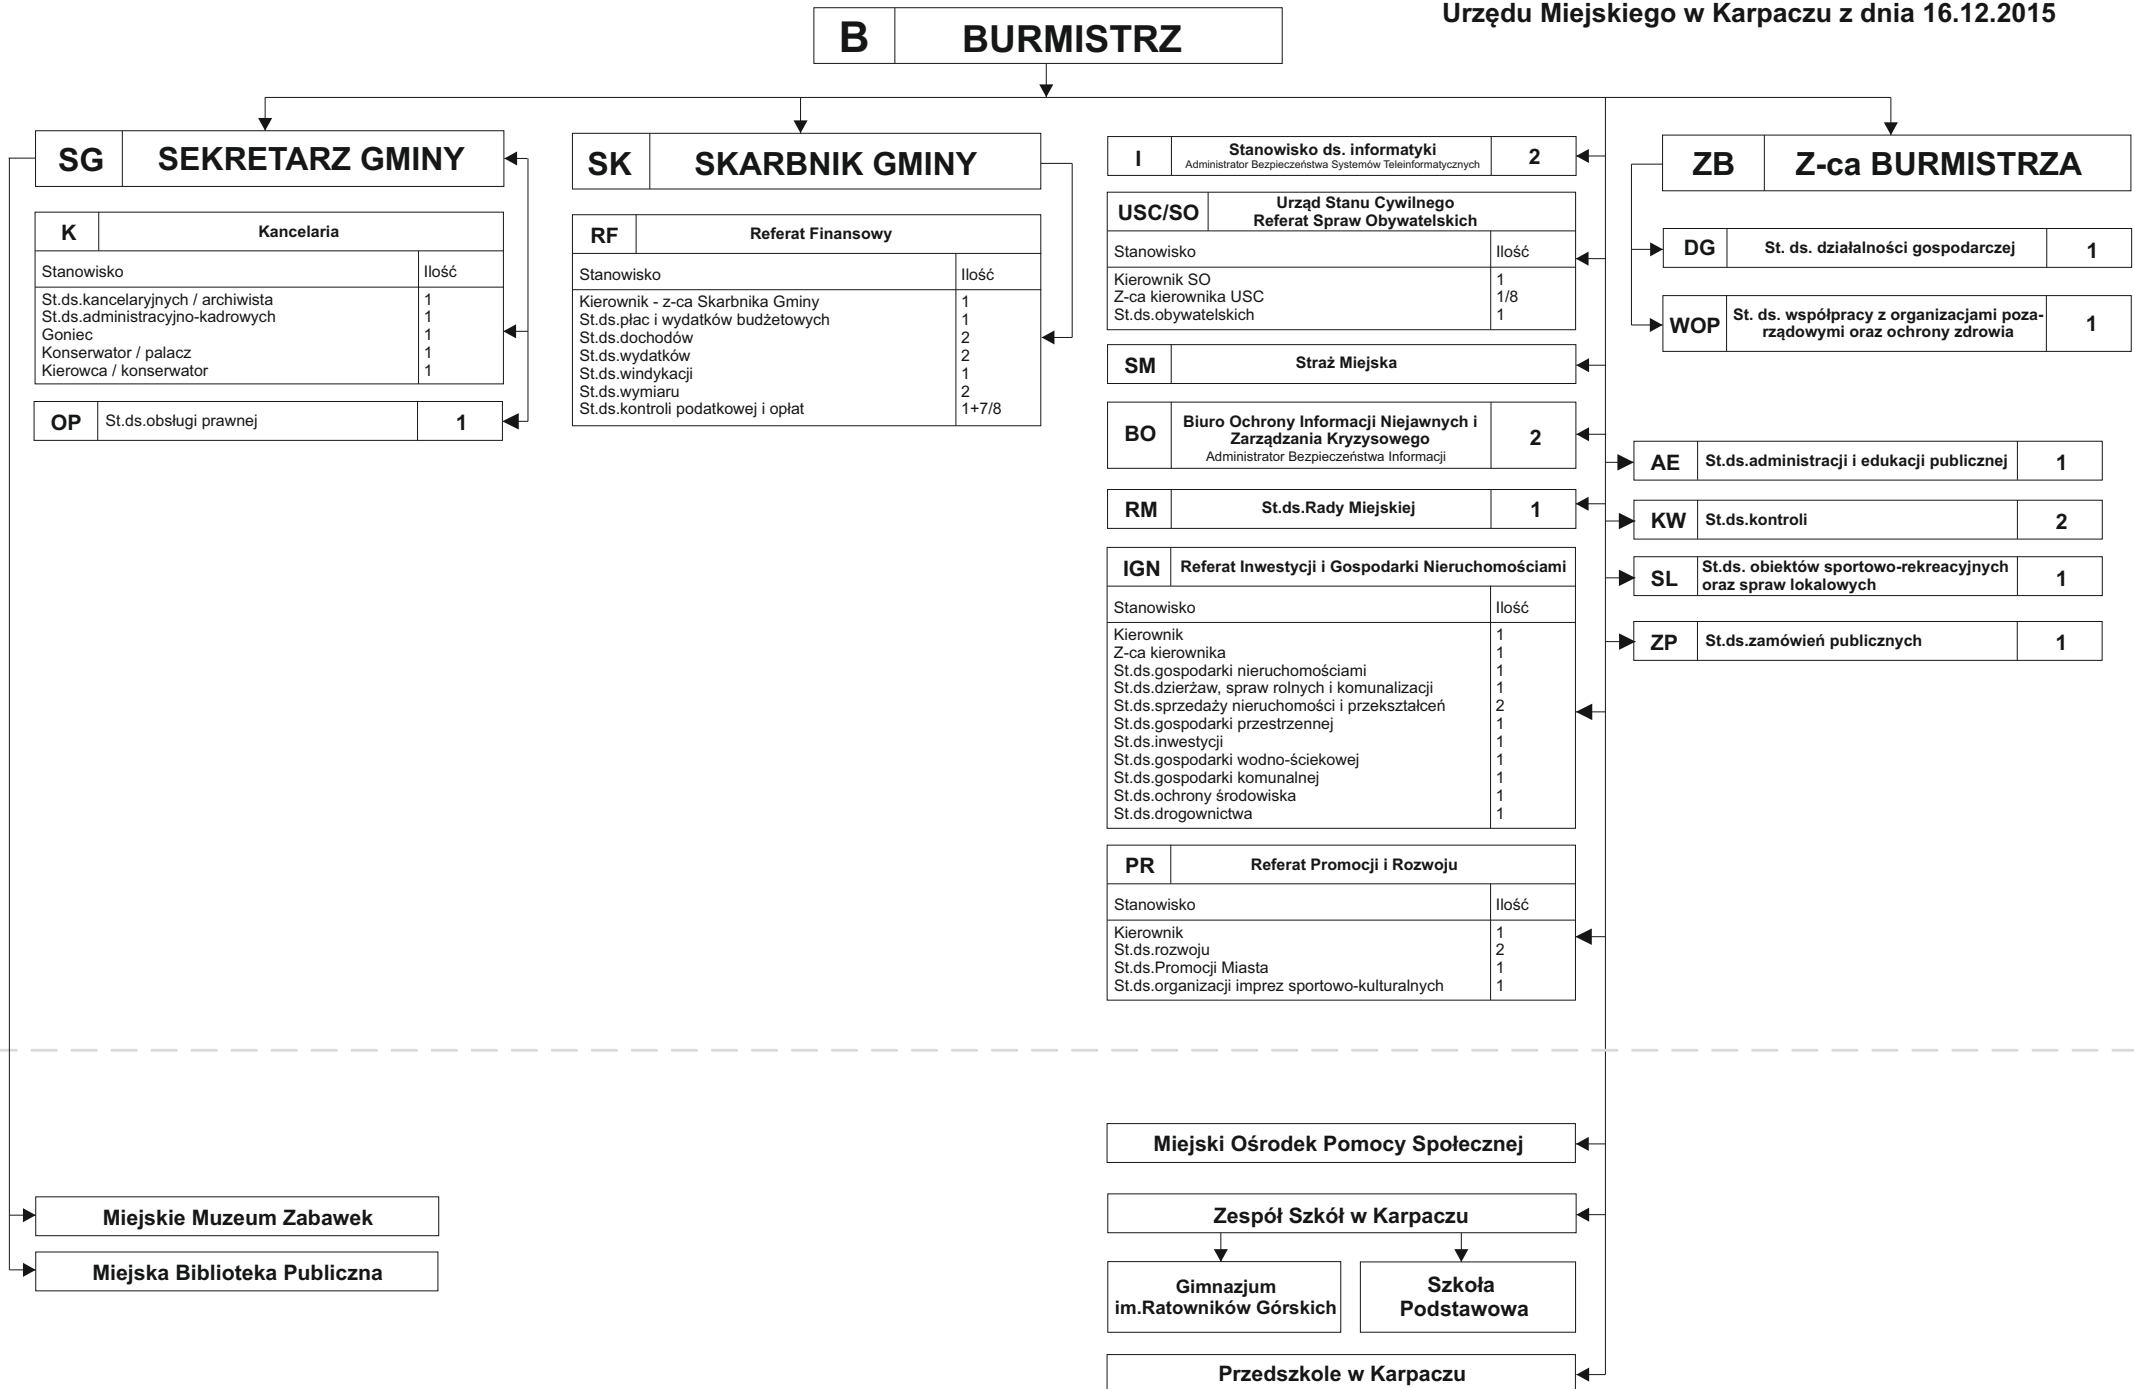 Urzędu Miejskiego w Karpaczu z dnia 16.12.2015
B BURMISTRZ
SG SEKRETARZ GMINY
K Kancelaria
Stanowisko Ilość
St.ds.kancelaryjnych / archiwista 1
St.ds.administracyjno-kadrowych 1
Goniec 1
Konserwator / palacz 1
Kierowca / konserwator 1
OP St.ds.obsługi prawnej 1
SK SKARBNIK GMINY
RF Referat Finansowy
Stanowisko Ilość
Kierownik - z-ca Skarbnika Gminy 1
St.ds.płac i wydatków budżetowych 1
St.ds.dochodów 2
St.ds.wydatków 2
St.ds.windykacji 1
St.ds.wymiaru 2
St.ds.kontroli podatkowej i opłat 1+7/8
I Stanowisko ds. informatyki 2
Administrator Bezpieczeństwa Systemów Teleinformatycznych
USC/SO Urząd Stanu Cywilnego
Referat Spraw Obywatelskich
Stanowisko Ilość
Kierownik SO 1
Z-ca kierownika USC 1/8
St.ds.obywatelskich 1
SM Straż Miejska
BO Biuro Ochrony Informacji Niejawnych i
Zarządzania Kryzysowego 2
Administrator Bezpieczeństwa Informacji
RM St.ds.Rady Miejskiej 1
IGN Referat Inwestycji i Gospodarki Nieruchomościami
Stanowisko Ilość
Kierownik 1
Z-ca kierownika 1
St.ds.gospodarki nieruchomościami 1
St.ds.dzierżaw, spraw rolnych i komunalizacji 1
St.ds.sprzedaży nieruchomości i przekształceń 2
St.ds.gospodarki przestrzennej 1
St.ds.inwestycji 1
St.ds.gospodarki wodno-ściekowej 1
St.ds.gospodarki komunalnej 1
St.ds.ochrony środowiska 1
St.ds.drogownictwa 1
PR Referat Promocji i Rozwoju
Stanowisko Ilość
Kierownik 1
St.ds.rozwoju 2
St.ds.Promocji Miasta 1
St.ds.organizacji imprez sportowo-kulturalnych 1
ZB Z-ca BURMISTRZA
DG St. ds. działalności gospodarczej 1
WOP St. ds. współpracy z organizacjami poza-
rządowymi oraz ochrony zdrowia 1
AE St.ds.administracji i edukacji publicznej 1
KW St.ds.kontroli 2
SL St.ds. obiektów sportowo-rekreacyjnych
oraz spraw lokalowych 1
ZP St.ds.zamówień publicznych 1
Miejskie Muzeum Zabawek
Miejska Biblioteka Publiczna
Miejski Ośrodek Pomocy Społecznej
Zespół Szkół w Karpaczu
Gimnazjum
im.Ratowników Górskich
Szkoła
Podstawowa
Przedszkole w Karpaczu